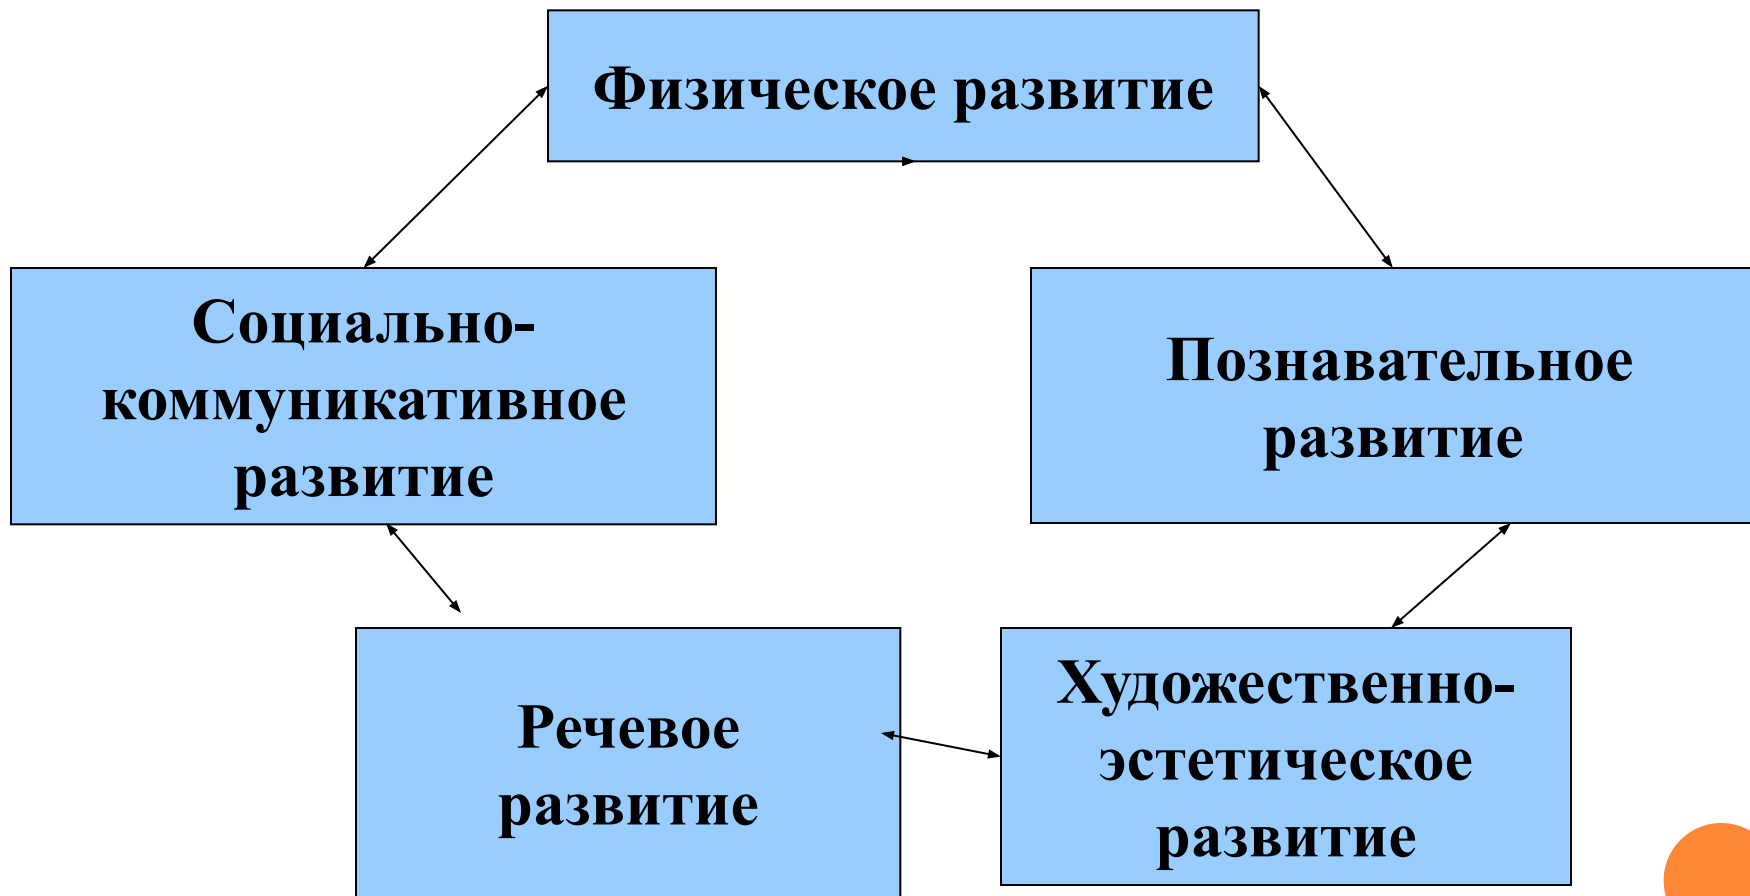 Физическое развитие
Социально-
коммуникативное
развитие
Познавательное
развитие
Речевое
развитие
Художественно-
эстетическое
развитие